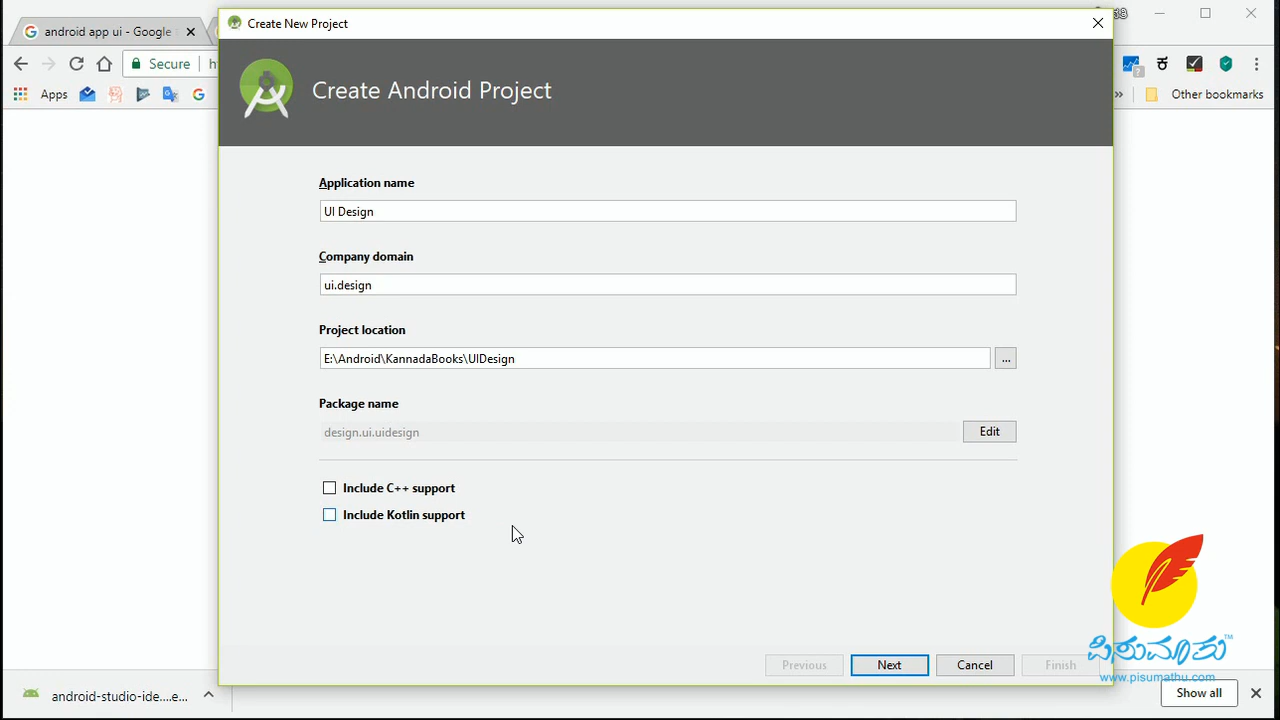 Create New Project
android app ui - Google
Secure
Apps
Other bookmarks
Create Android Project
Application name
UI Design
Company domain
ui.design
Project location
E:\Android\KannadaBooks\UIDesign
...
Package name
design.ui.uidesign
Edit
Include C++ support
Include Kotlin support
Previous
Next
Cancel
Finish
ಪಿಸುಮಾತು™
www.pisumathu.com
android-studio-ide....e...
Show all